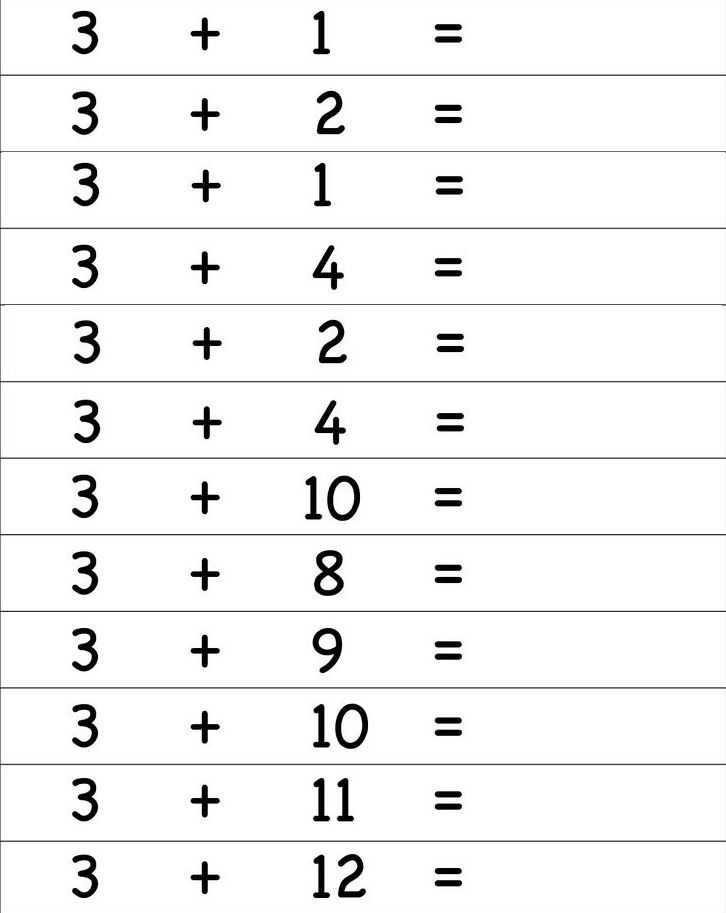 3 + 1 =
3 + 2 =
3 + 1 =
3 + 4 =
3 + 2 =
3 + 4 =
3 + 10 =
3 + 8 =
3 + 9 =
3 + 10 =
3 + 11 =
3 + 12 =